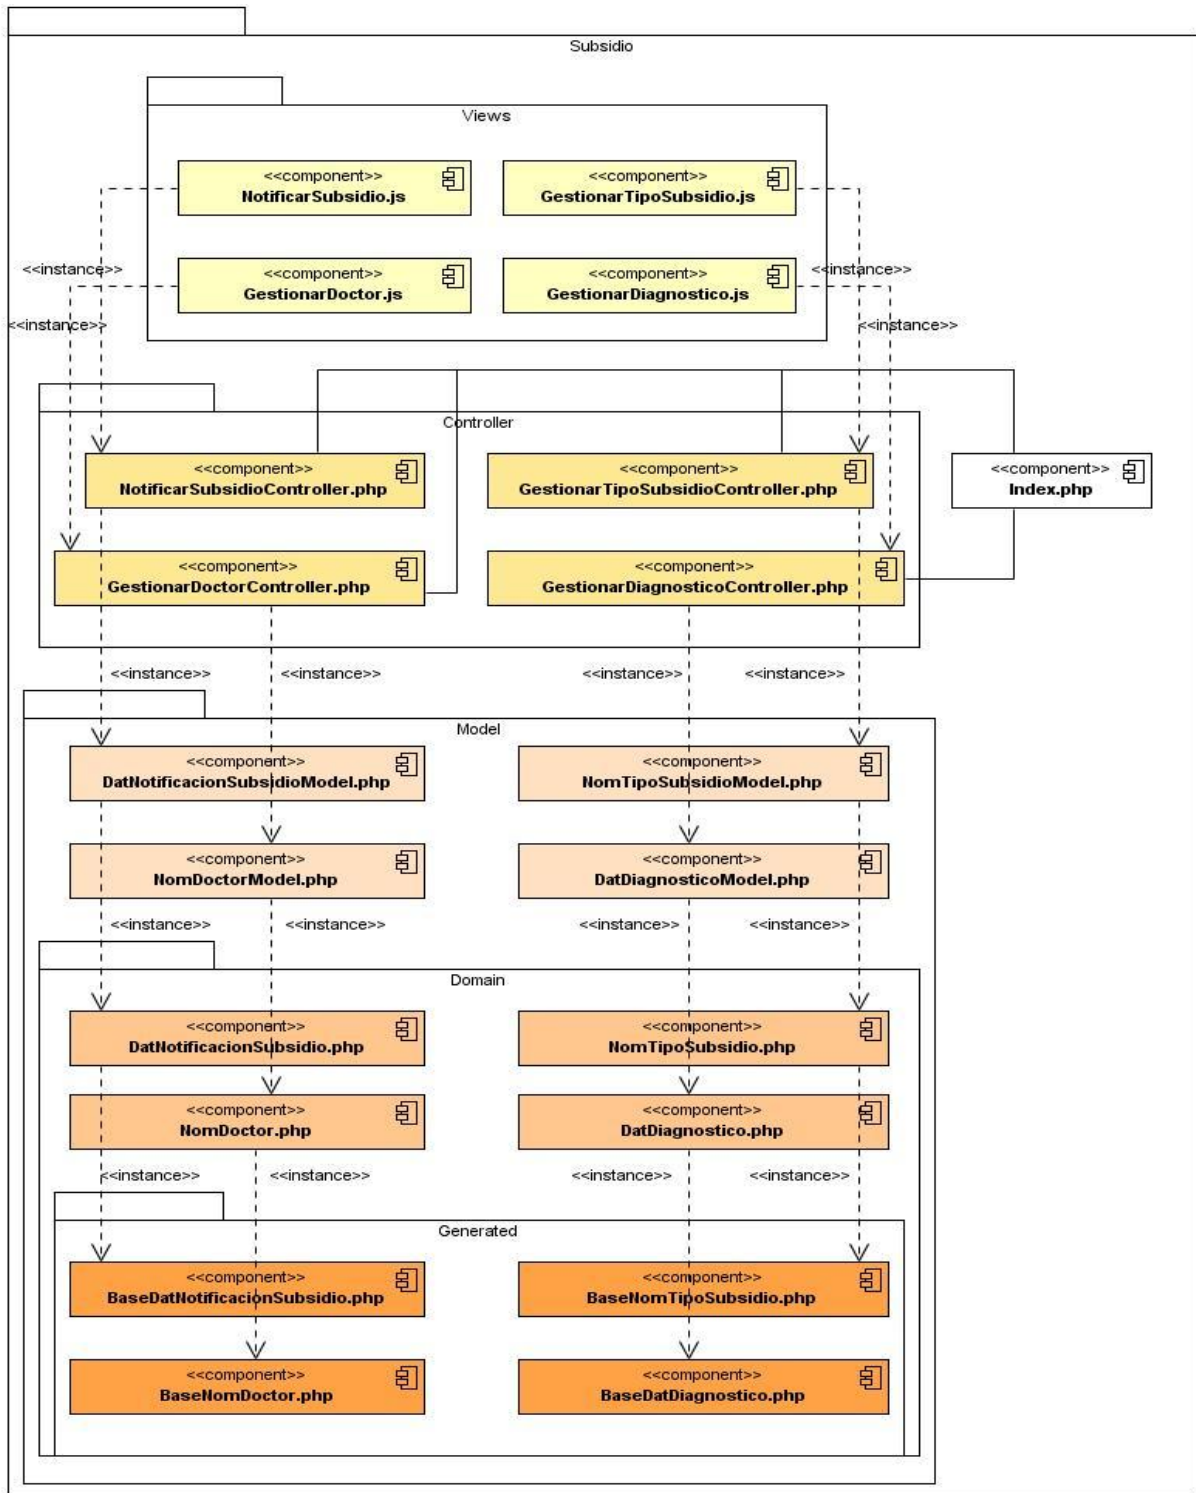 Subsidio
Views
<<component>>
NotificarSubsidio.js
<<component>>
GestionarTipoSubsidio.js
<<instance>>
<<component>>
GestionarDoctor.js
<<component>>
GestionarDiagnostico.js
<<instance>>
<<instance>>
<<instance>>
Controller
<<component>>
NotificarSubsidioController.php
<<component>>
GestionarTipoSubsidioController.php
<<component>>
Index.php
<<component>>
GestionarDoctorController.php
<<component>>
GestionarDiagnosticoController.php
<<instance>>
<<instance>>
<<instance>>
<<instance>>
Model
<<component>>
DatNotificacionSubsidioModel.php
<<component>>
NomTipoSubsidioModel.php
<<component>>
NomDoctorModel.php
<<component>>
DatDiagnosticoModel.php
<<instance>>
<<instance>>
<<instance>>
<<instance>>
Domain
<<component>>
DatNotificacionSubsidio.php
<<component>>
NomTipoSubsidio.php
<<component>>
NomDoctor.php
<<component>>
DatDiagnostico.php
<<instance>>
<<instance>>
<<instance>>
<<instance>>
Generated
<<component>>
BaseDatNotificacionSubsidio.php
<<component>>
BaseNomTipoSubsidio.php
<<component>>
BaseNomDoctor.php
<<component>>
BaseDatDiagnostico.php